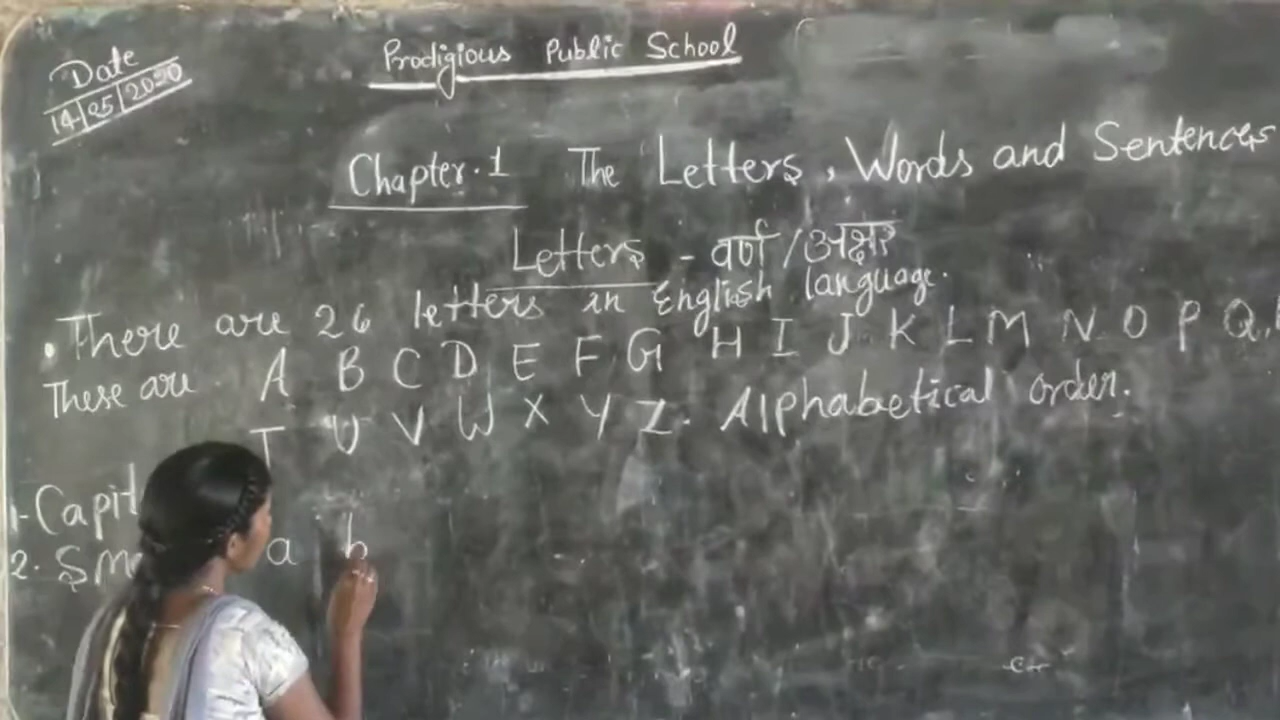 Date
14/05/2020
Prodigious Public School
Chapter.1 The Letters, Words and Sentences
Letters - वर्ण/अक्षर
• There are 26 letters in English language.
These are A B C D E F G H I J K L M N O P Q,
T U V W X Y Z. Alphabetical order.
1. Capit
2. Sm a b